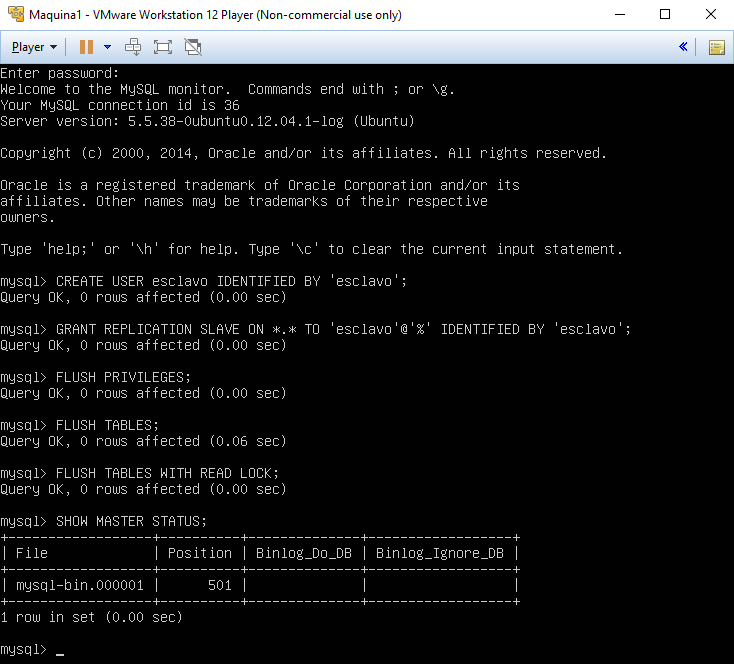 Maquina1 - VMware Workstation 12 Player (Non-commercial use only)
Player
Enter password:
Welcome to the MySQL monitor.  Commands end with ; or \g.
Your MySQL connection id is 36
Server version: 5.5.38-0ubuntu0.12.04.1-log (Ubuntu)
Copyright (c) 2000, 2014, Oracle and/or its affiliates. All rights reserved.
Oracle is a registered trademark of Oracle Corporation and/or its
affiliates. Other names may be trademarks of their respective
owners.
Type 'help;' or '\h' for help. Type '\c' to clear the current input statement.
mysql> CREATE USER esclavo IDENTIFIED BY 'esclavo';
Query OK, 0 rows affected (0.00 sec)
mysql> GRANT REPLICATION SLAVE ON *.* TO 'esclavo'@'%' IDENTIFIED BY 'esclavo';
Query OK, 0 rows affected (0.00 sec)
mysql> FLUSH PRIVILEGES;
Query OK, 0 rows affected (0.00 sec)
mysql> FLUSH TABLES;
Query OK, 0 rows affected (0.06 sec)
mysql> FLUSH TABLES WITH READ LOCK;
Query OK, 0 rows affected (0.00 sec)
mysql> SHOW MASTER STATUS;
+------------------+----------+--------------+------------------+
| File             | Position | Binlog_Do_DB | Binlog_Ignore_DB |
+------------------+----------+--------------+------------------+
| mysql-bin.000001 |      501 |              |                  |
+------------------+----------+--------------+------------------+
1 row in set (0.00 sec)
mysql> _